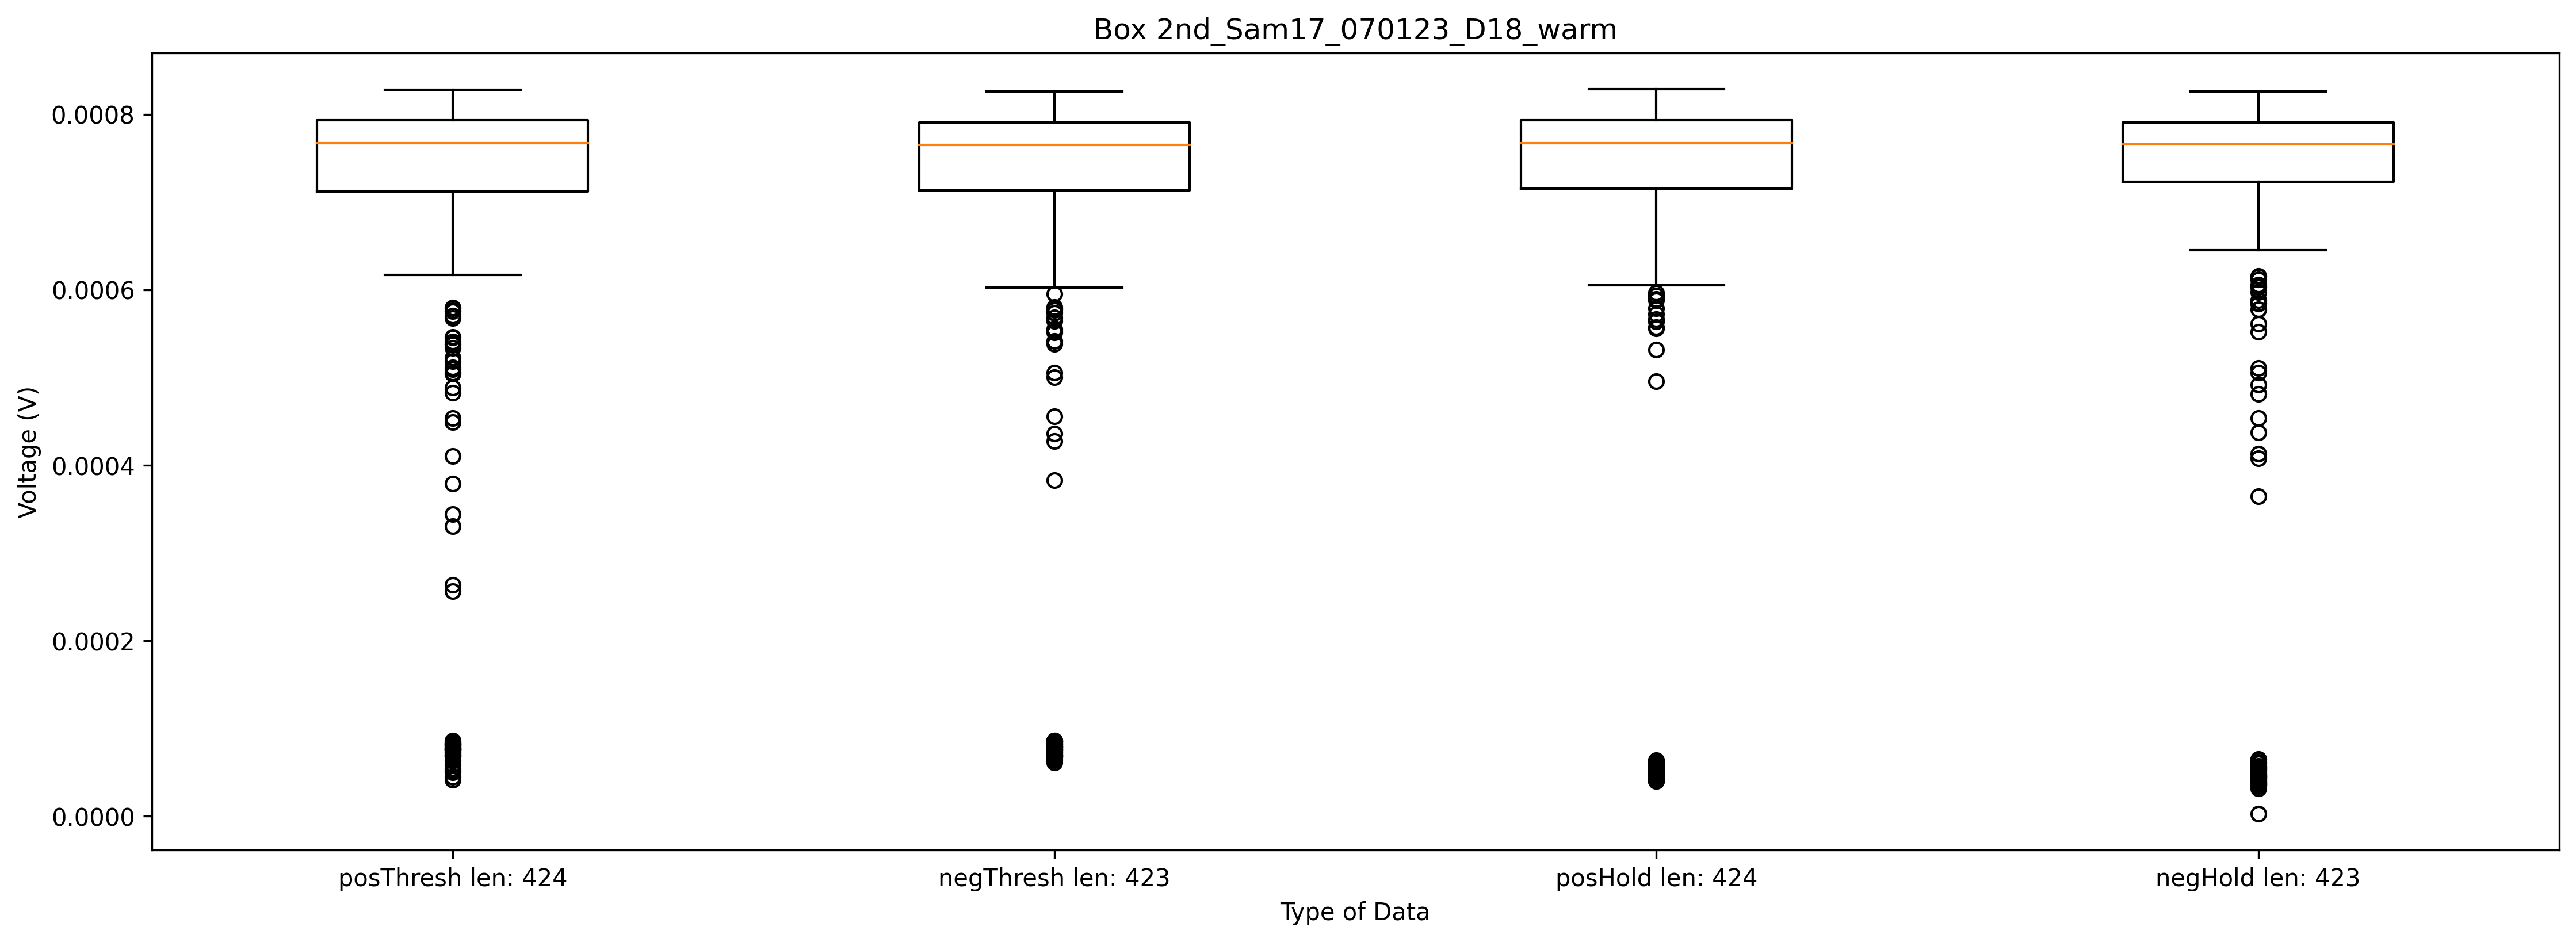 Box 2nd_Sam17_070123_D18_warm
Voltage (V)
0.0008
0.0006
0.0004
0.0002
0.0000
posThresh len: 424
negThresh len: 423
posHold len: 424
negHold len: 423
Type of Data